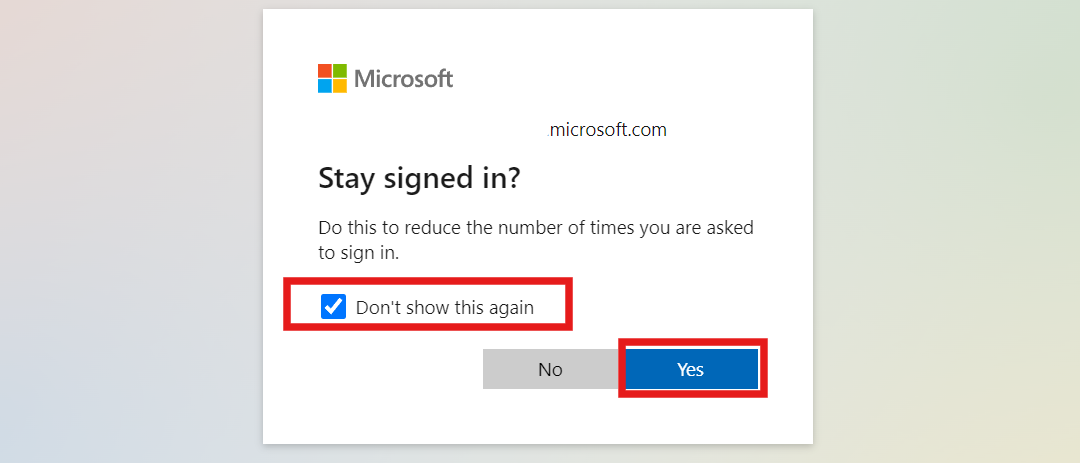 Microsoft
.microsoft.com
Stay signed in?
Do this to reduce the number of times you are asked
to sign in.
Don't show this again
No
Yes